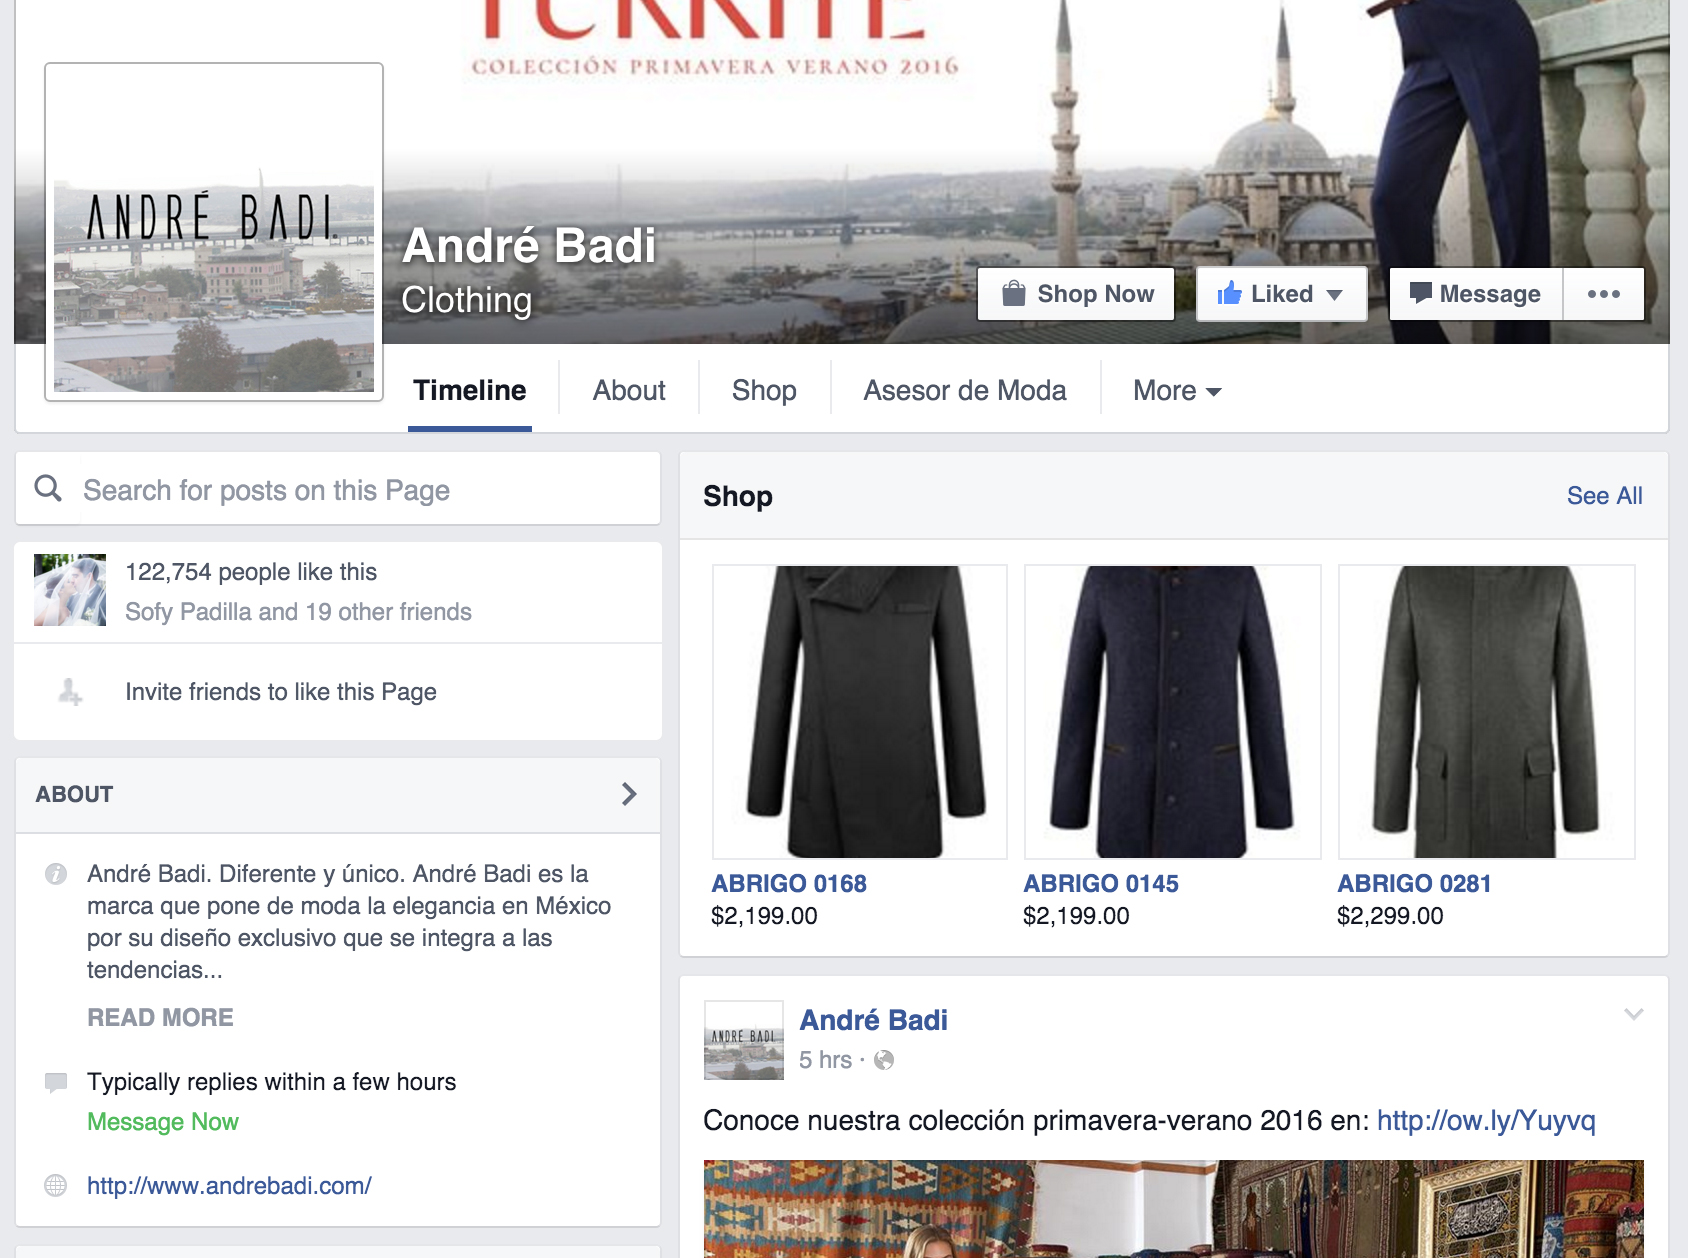 COLECCIÓN PRIMAVERA VERANO 2016
ANDRÉ BADI.
André Badi
Clothing
Shop Now
Liked
Message
Timeline
About
Shop
Asesor de Moda
More
Search for posts on this Page
122,754 people like this
Sofy Padilla and 19 other friends
Invite friends to like this Page
ABOUT
André Badi. Diferente y único. André Badi es la
marca que pone de moda la elegancia en México
por su diseño exclusivo que se integra a las
tendencias...
READ MORE
Typically replies within a few hours
Message Now
http://www.andrebadi.com/
Shop
See All
ABRIGO 0168
$2,199.00
ABRIGO 0145
$2,199.00
ABRIGO 0281
$2,299.00
ANDRÉ BADI.
André Badi
5 hrs ·
Conoce nuestra colección primavera-verano 2016 en: http://ow.ly/Yuyvq